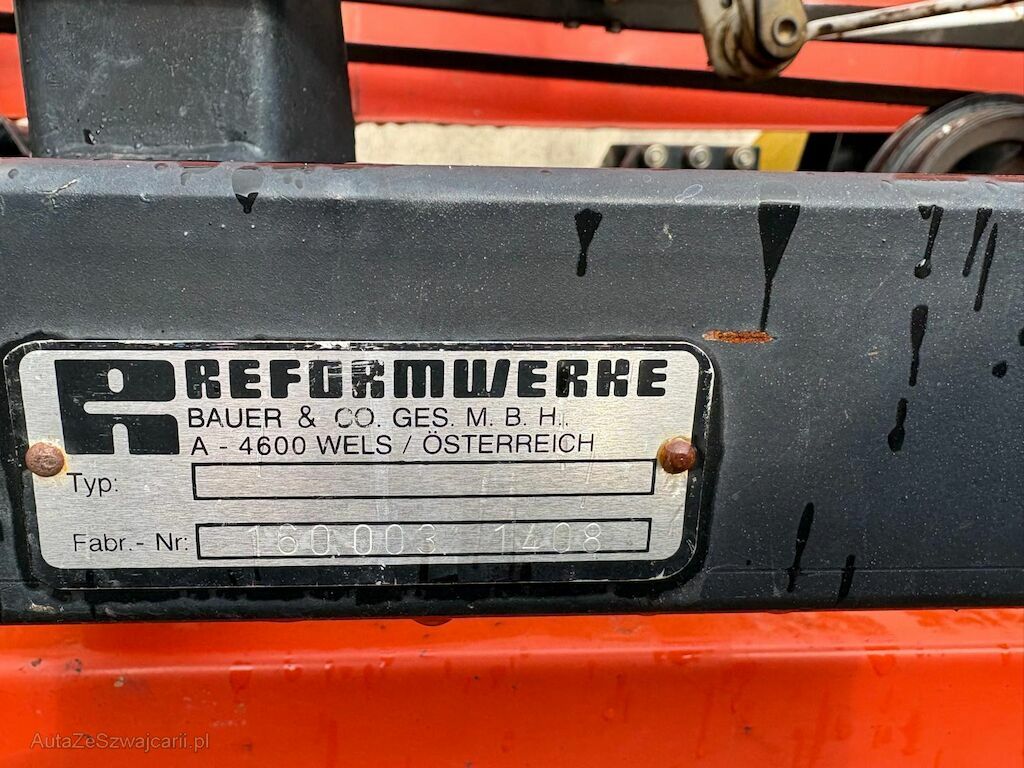 REFORMWERKE
BAUER & CO. GES. M. B. H.
A - 4600 WELS / ÖSTERREICH
Typ:
Fabr. - Nr: 160.003. 1408
AutaZeSzwajcarii.pl